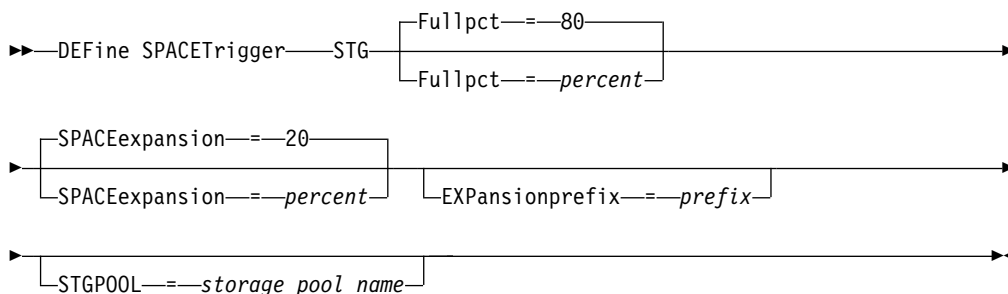 Fullpct = 80
DEFine SPACETrigger STG
Fullpct = percent
SPACEexpansion = 20
SPACEexpansion = percent
EXPansionprefix = prefix
STGPOOL = storage pool name